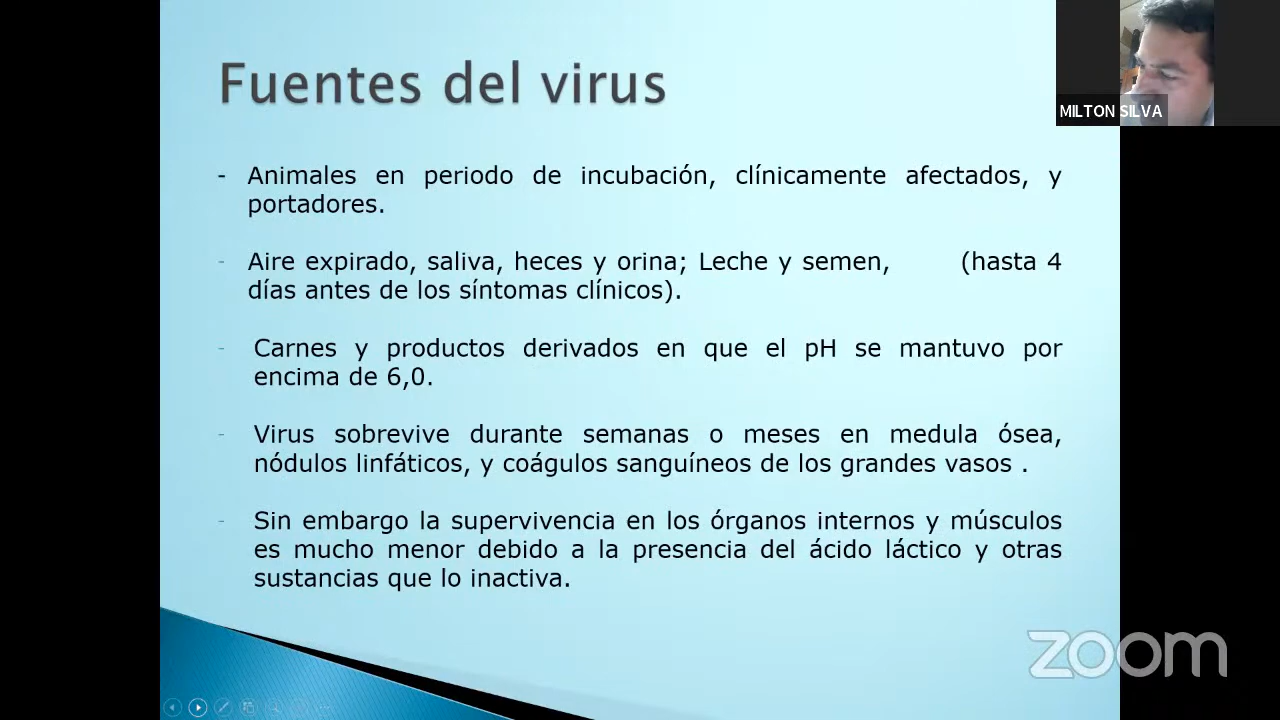 Fuentes del virus
MILTON SILVA
- Animales en periodo de incubación, clínicamente afectados, y
portadores.
- Aire expirado, saliva, heces y orina; Leche y semen, (hasta 4
días antes de los síntomas clínicos).
- Carnes y productos derivados en que el pH se mantuvo por
encima de 6,0.
- Virus sobrevive durante semanas o meses en medula ósea,
nódulos linfáticos, y coágulos sanguíneos de los grandes vasos .
- Sin embargo la supervivencia en los órganos internos y músculos
es mucho menor debido a la presencia del ácido láctico y otras
sustancias que lo inactiva.
zoom